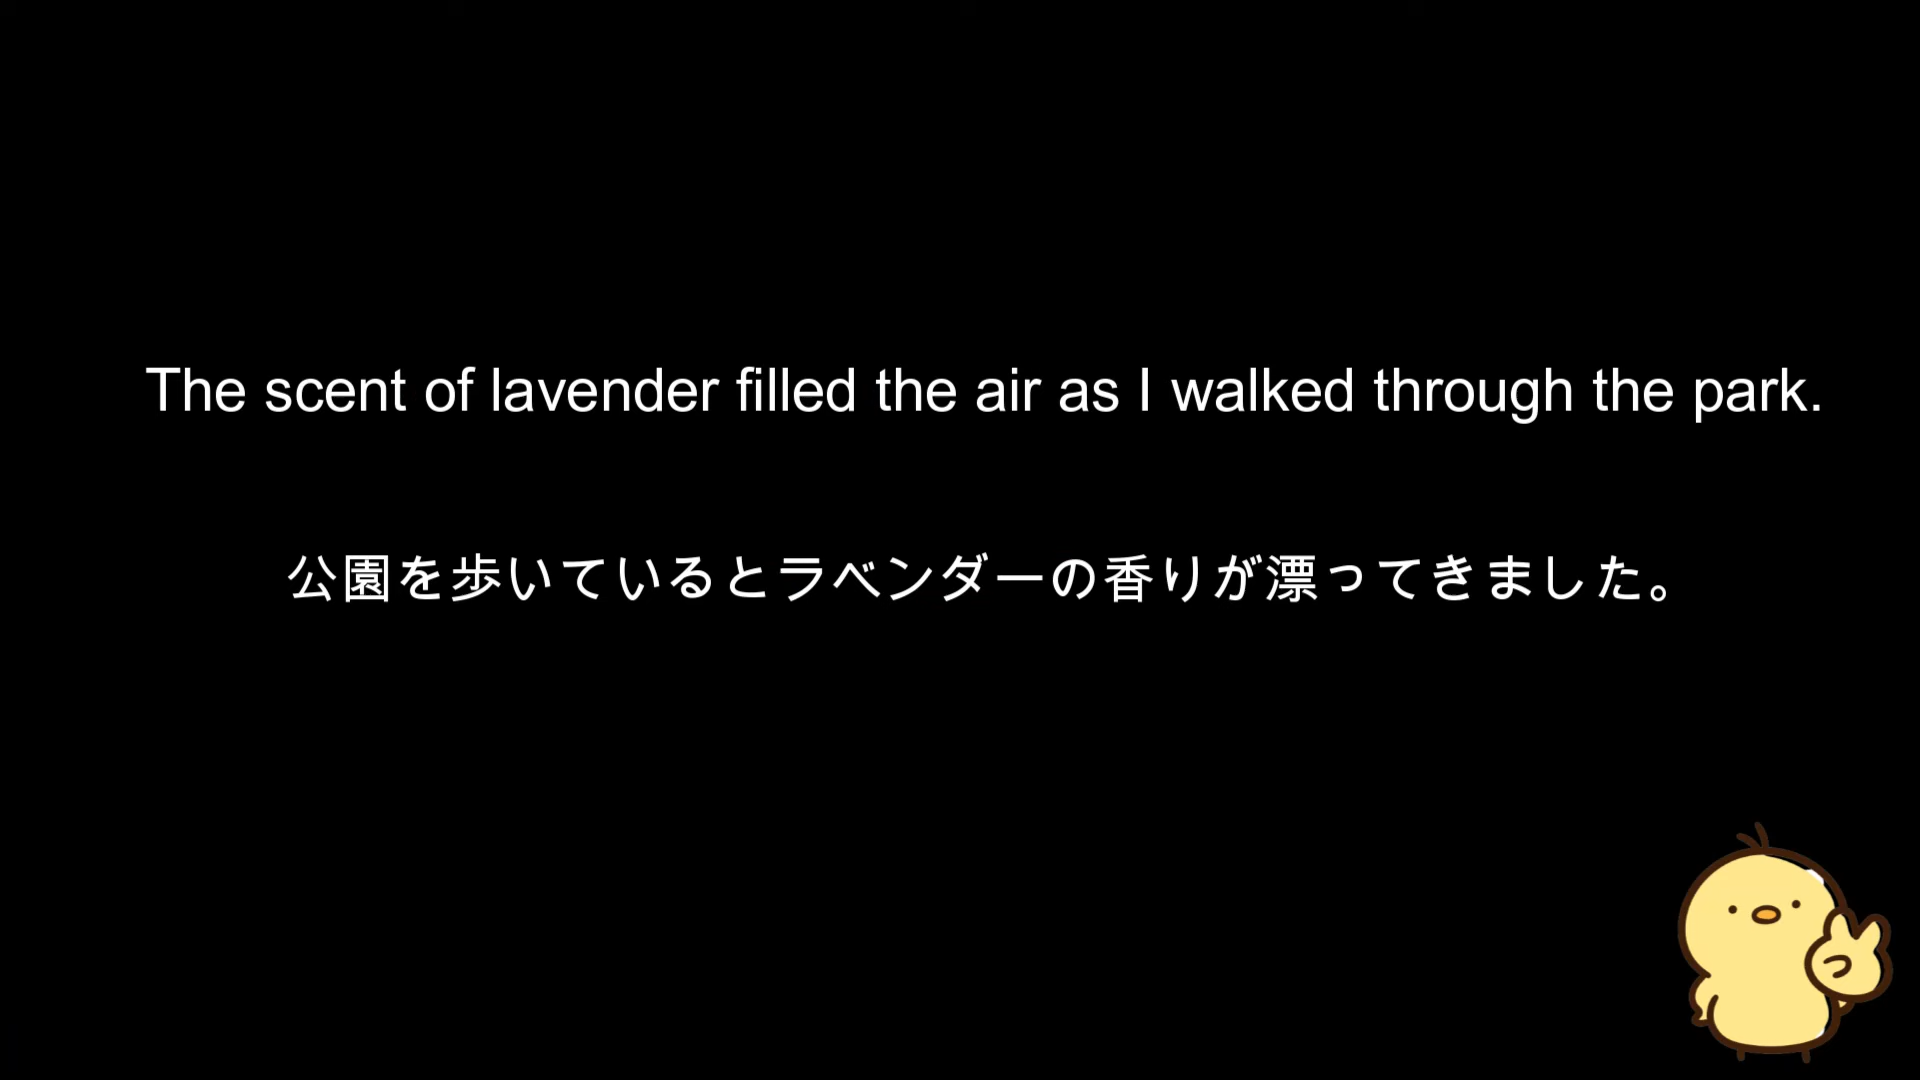 The scent of lavender filled the air as I walked through the park.
公園を歩いているとラベンダーの香りが漂ってきました。